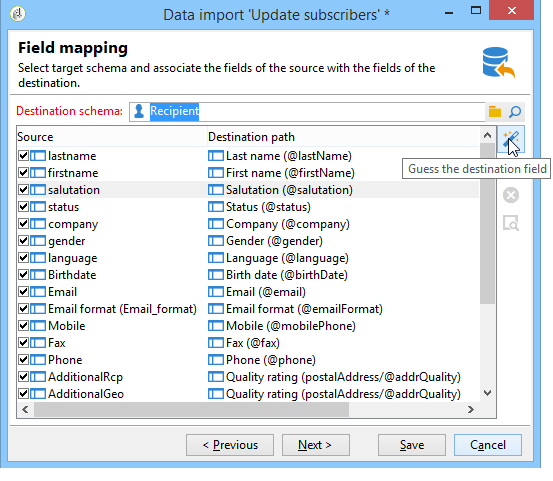 Data import 'Update subscribers' *
Field mapping
Select target schema and associate the fields of the source with the fields of the
destination.
Destination schema: Recipient
Source Destination path
lastname Last name (@lastName)
firstname First name (@firstName)
Guess the destination field
salutation Salutation (@salutation)
status Status (@status)
company Company (@company)
gender Gender (@gender)
language Language (@language)
Birthdate Birth date (@birthDate)
Email Email (@email)
Email format (Email_format) Email format (@emailFormat)
Mobile Mobile (@mobilePhone)
Fax Fax (@fax)
Phone Phone (@phone)
AdditionalRcp Quality rating (postalAddress/@addrQuality)
AdditionalGeo Quality rating (postalAddress/@addrQuality)
< Previous Next > Save Cancel